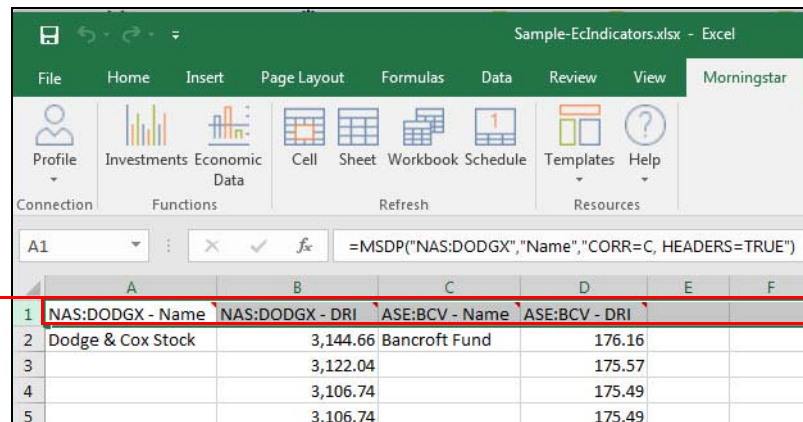 Sample-EcIndicators.xlsx - Excel
File Home Insert Page Layout Formulas Data Review View Morningstar
1
Profile Investments Economic Data Cell Sheet Workbook Schedule Templates Help
Connection Functions Refresh Resources
A1 fx =MSDP("NAS:DODGX","Name","CORR=C, HEADERS=TRUE")
A B C D E F
1 NAS:DODGX - Name NAS:DODGX - DRI ASE:BCV - Name ASE:BCV - DRI
2 Dodge & Cox Stock 3,144.66 Bancroft Fund 176.16
3 3,122.04 175.57
4 3,106.74 175.49
5 3,106.74 175.49